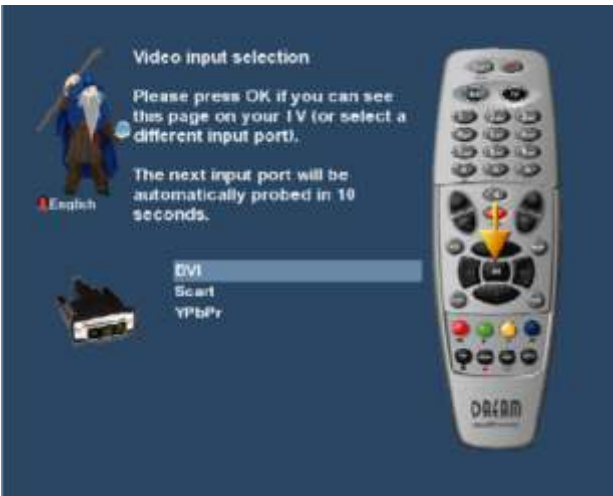 Video input selection
Please press OK if you can see
this page on your TV (or select a
different input port).
The next input port will be
automatically probed in 10
seconds.
English
DVI
Scart
YPbPr
DREAM